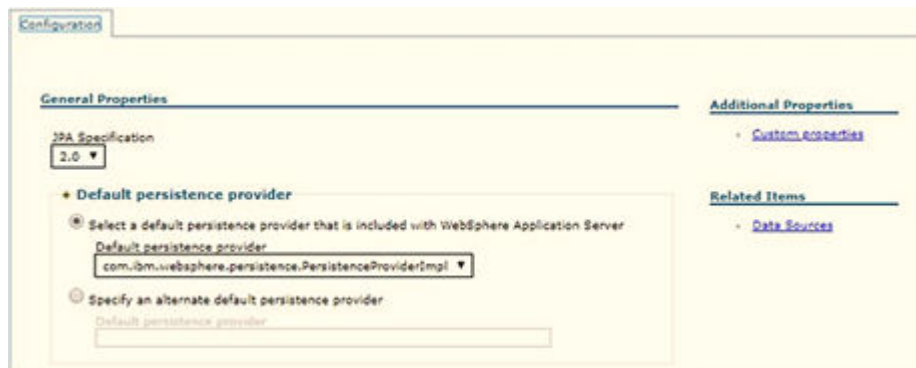 Configuration
General Properties
JPA Specification
2.0
Default persistence provider
Select a default persistence provider that is included with WebSphere Application Server
Default persistence provider
com.ibm.websphere.persistence.PersistenceProviderImpl
Specify an alternate default persistence provider
Default persistence provider
Additional Properties
Custom properties
Related Items
Data Sources